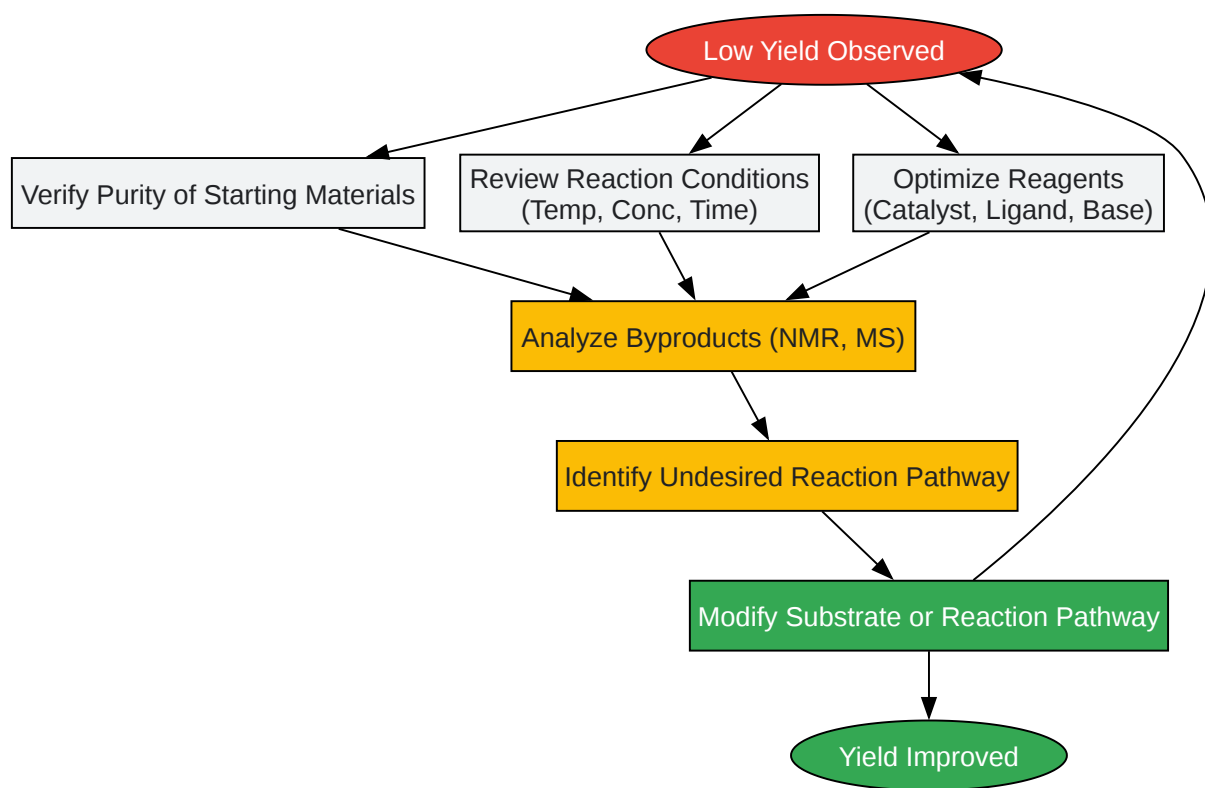 Low Yield Observed
Verify Purity of Starting Materials
Review Reaction Conditions
(Temp, Conc, Time)
Optimize Reagents
(Catalyst, Ligand, Base)
Analyze Byproducts (NMR, MS)
Identify Undesired Reaction Pathway
Modify Substrate or Reaction Pathway
Yield Improved